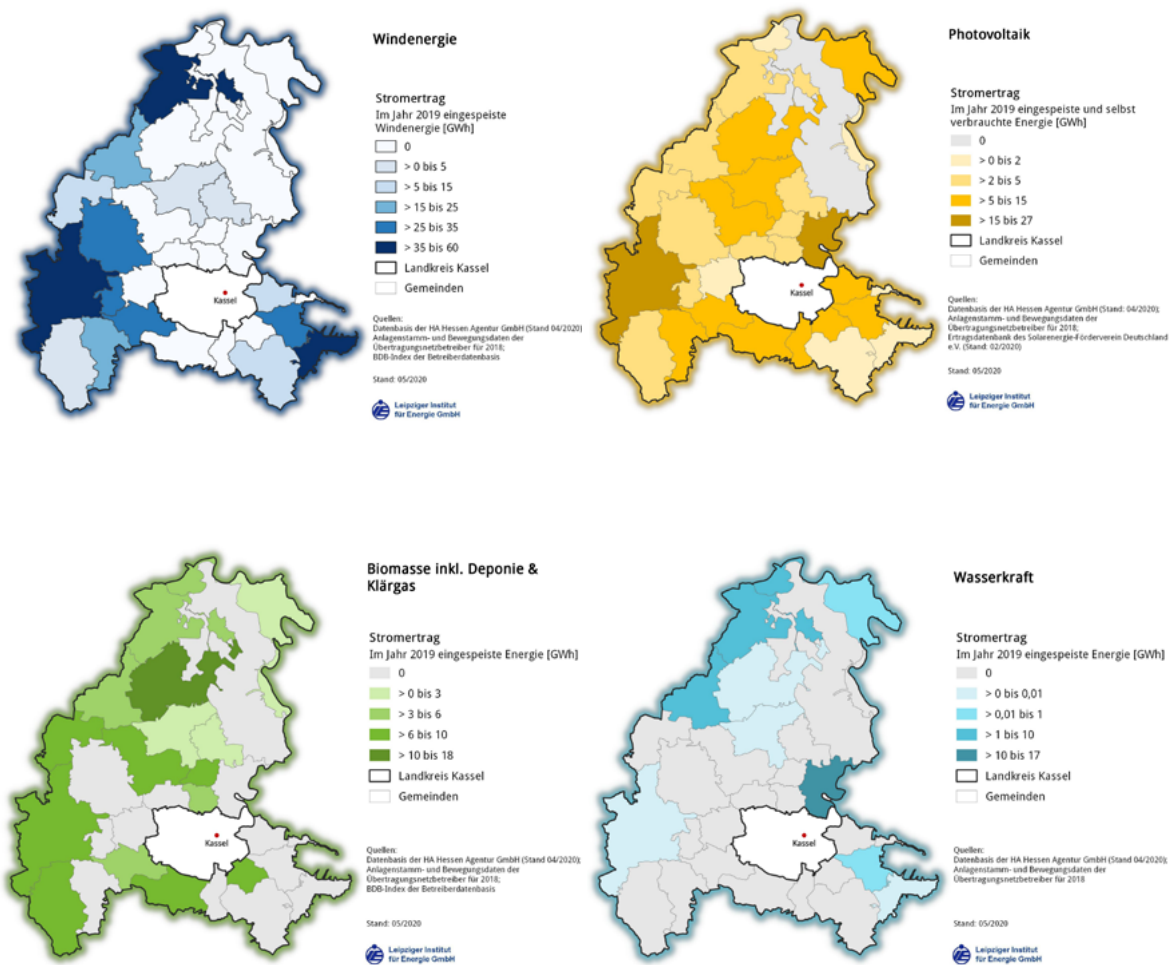 Windenergie
Stromertrag
Im Jahr 2019 eingespeiste
Windenergie [GWh]
0
> 0 bis 5
> 5 bis 15
> 15 bis 25
> 25 bis 35
> 35 bis 60
Landkreis Kassel
Gemeinden
Kassel
Quellen:
Datenbasis der HA Hessen Agentur GmbH (Stand 04/2020)
Anlagenstamm- und Bewegungsdaten der
Übertragungsnetzbetreiber für 2018;
BDB-Index der Betreiberdatenbasis
Stand: 05/2020
Leipziger Institut
für Energie GmbH
Photovoltaik
Stromertrag
Im Jahr 2019 eingespeiste und selbst
verbrauchte Energie [GWh]
0
> 0 bis 2
> 2 bis 5
> 5 bis 15
> 15 bis 27
Landkreis Kassel
Gemeinden
Kassel
Quellen:
Datenbasis der HA Hessen Agentur GmbH (Stand: 04/2020);
Anlagenstamm- und Bewegungsdaten der
Übertragungsnetzbetreiber für 2018;
Ertragsdatenbank des Solarenergie-Förderverein Deutschland
e.V. (Stand: 02/2020)
Stand: 05/2020
Leipziger Institut
für Energie GmbH
Biomasse inkl. Deponie &
Klärgas
Stromertrag
Im Jahr 2019 eingespeiste Energie [GWh]
0
> 0 bis 3
> 3 bis 6
> 6 bis 10
> 10 bis 18
Landkreis Kassel
Gemeinden
Kassel
Quellen:
Datenbasis der HA Hessen Agentur GmbH (Stand 04/2020);
Anlagenstamm- und Bewegungsdaten der
Übertragungsnetzbetreiber für 2018;
BDB-Index der Betreiberdatenbasis
Stand: 05/2020
Leipziger Institut
für Energie GmbH
Wasserkraft
Stromertrag
Im Jahr 2019 eingespeiste Energie [GWh]
0
> 0 bis 0,01
> 0,01 bis 1
> 1 bis 10
> 10 bis 17
Landkreis Kassel
Gemeinden
Kassel
Quellen:
Datenbasis der HA Hessen Agentur GmbH (Stand 04/2020);
Anlagenstamm- und Bewegungsdaten der
Übertragungsnetzbetreiber für 2018
Stand: 05/2020
Leipziger Institut
für Energie GmbH